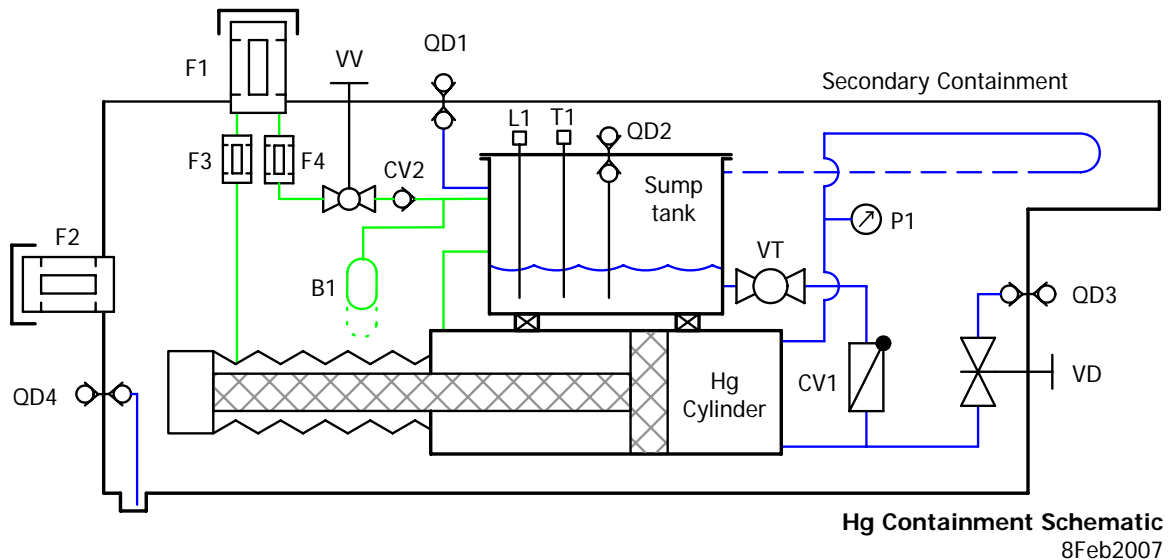 QD1
F1
VV
Secondary Containment
L1
T1
QD2
F3
F4
CV2
Sump
tank
P1
F2
VT
B1
QD3
QD4
Hg
Cylinder
CV1
VD
Hg Containment Schematic
8Feb2007